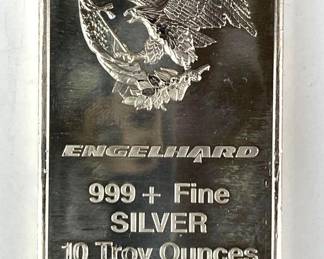 ENGELHARD
999 + Fine
SILVER
10 Troy Ounces